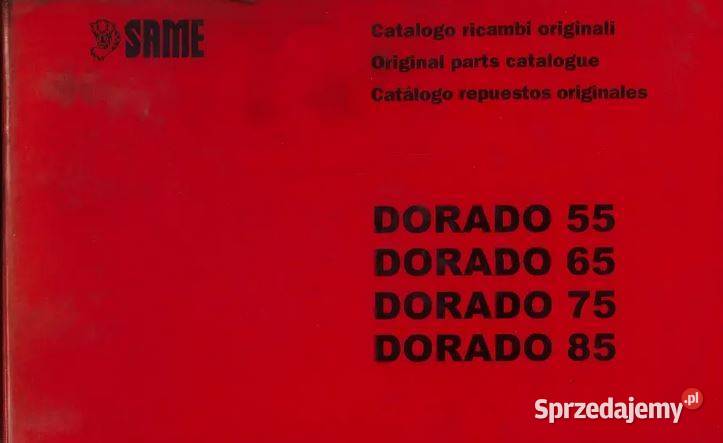 SAME
Catalogo ricambi originali
Original parts catalogue
Catálogo repuestos originales
DORADO 55
DORADO 65
DORADO 75
DORADO 85
Sprzedajemy.pl